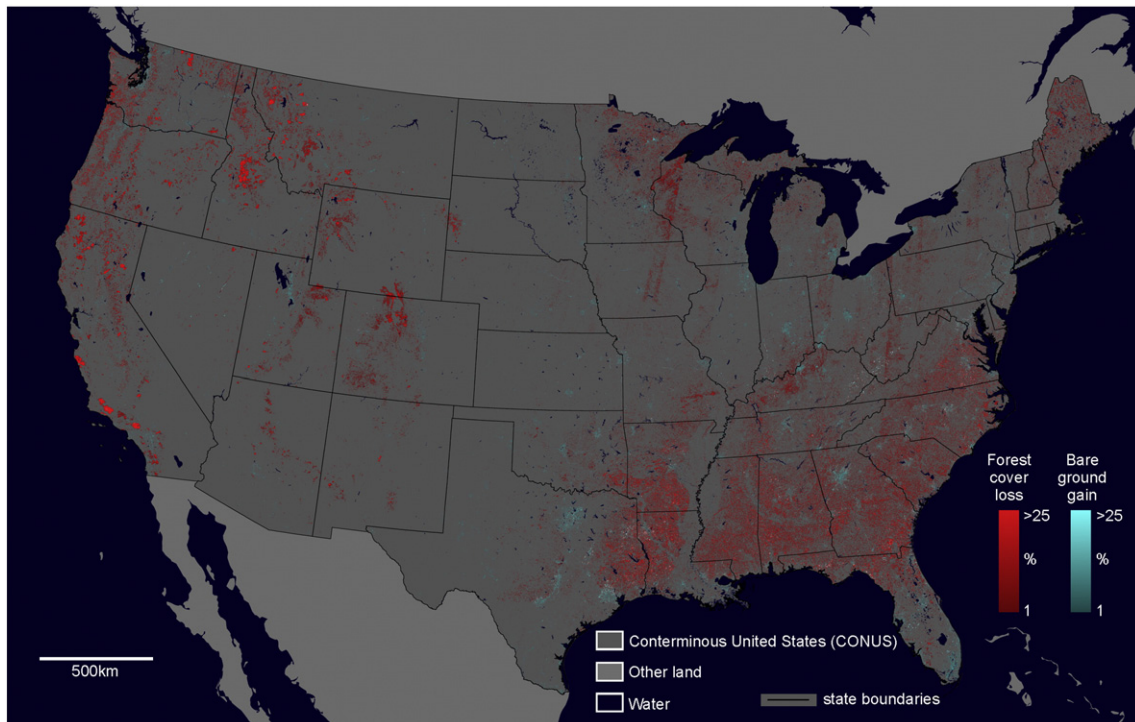 Forest
cover
loss
Bare
ground
gain
>25
>25
%
%
1
1
Conterminous United States (CONUS)
Other land
Water
state boundaries
500km